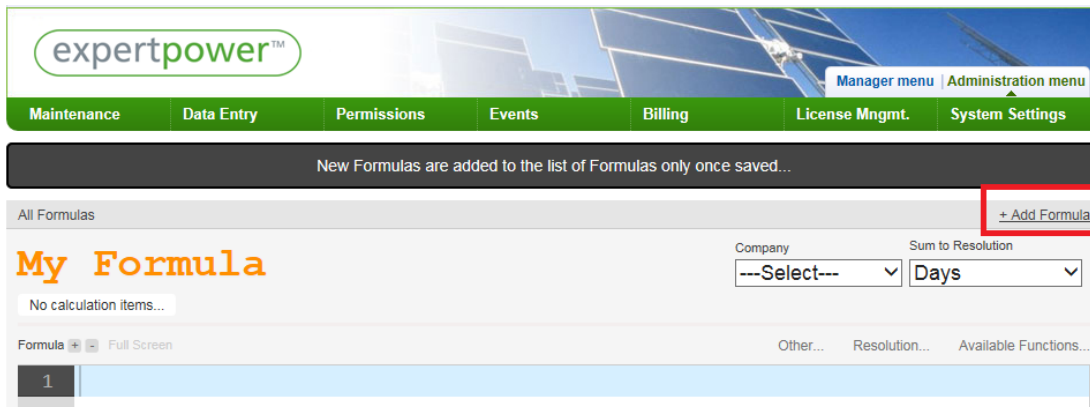 expertpower™
Manager menu | Administration menu
Maintenance Data Entry Permissions Events Billing License Mngmt. System Settings
New Formulas are added to the list of Formulas only once saved...
All Formulas + Add Formula
My Formula
Company Sum to Resolution
---Select--- Days
No calculation items...
Formula + - Full Screen Other... Resolution... Available Functions...
1